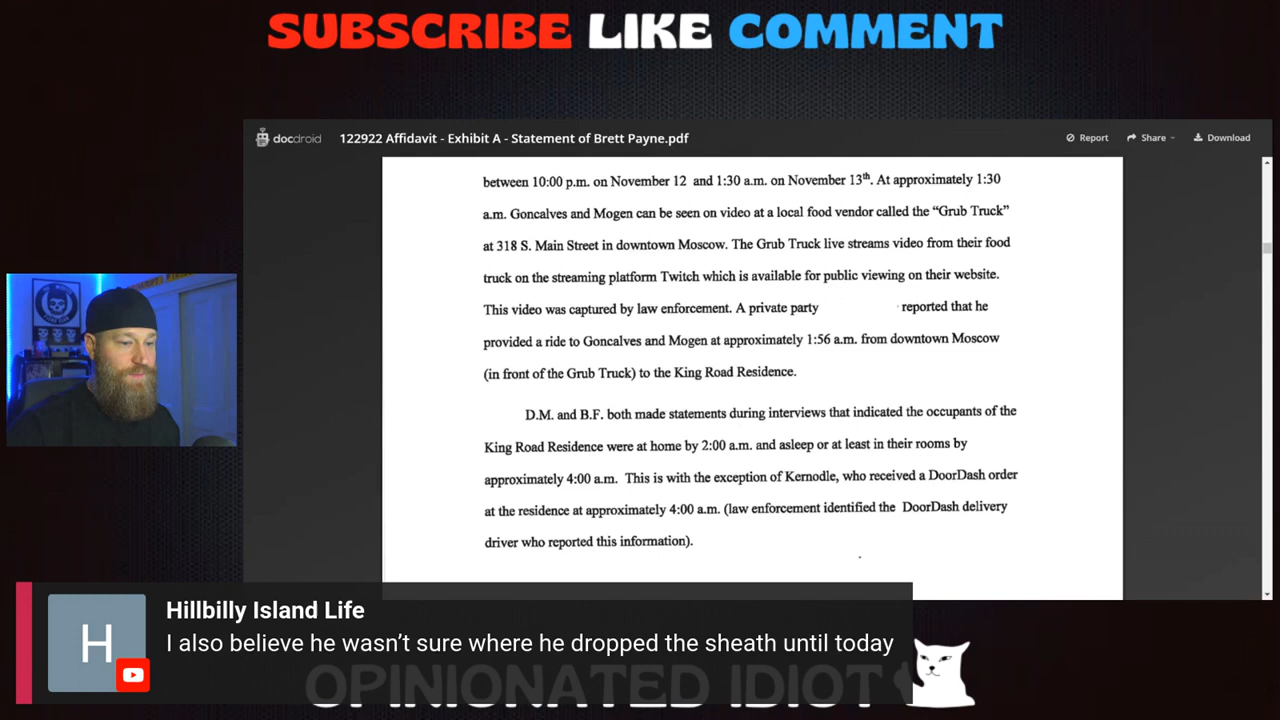 SUBSCRIBE LIKE COMMENT
docdroid 122922 Affidavit - Exhibit A - Statement of Brett Payne.pdf Report Share Download
between 10:00 p.m. on November 12 and 1:30 a.m. on November 13th. At approximately 1:30
a.m. Goncalves and Mogen can be seen on video at a local food vendor called the “Grub Truck”
at 318 S. Main Street in downtown Moscow. The Grub Truck live streams video from their food
truck on the streaming platform Twitch which is available for public viewing on their website.
This video was captured by law enforcement. A private party reported that he
provided a ride to Goncalves and Mogen at approximately 1:56 a.m. from downtown Moscow
(in front of the Grub Truck) to the King Road Residence.
D.M. and B.F. both made statements during interviews that indicated the occupants of the
King Road Residence were at home by 2:00 a.m. and asleep or at least in their rooms by
approximately 4:00 a.m. This is with the exception of Kernodle, who received a DoorDash order
at the residence at approximately 4:00 a.m. (law enforcement identified the DoorDash delivery
driver who reported this information).
H
Hillbilly Island Life
I also believe he wasn’t sure where he dropped the sheath until today
OPINIONATED IDIOT